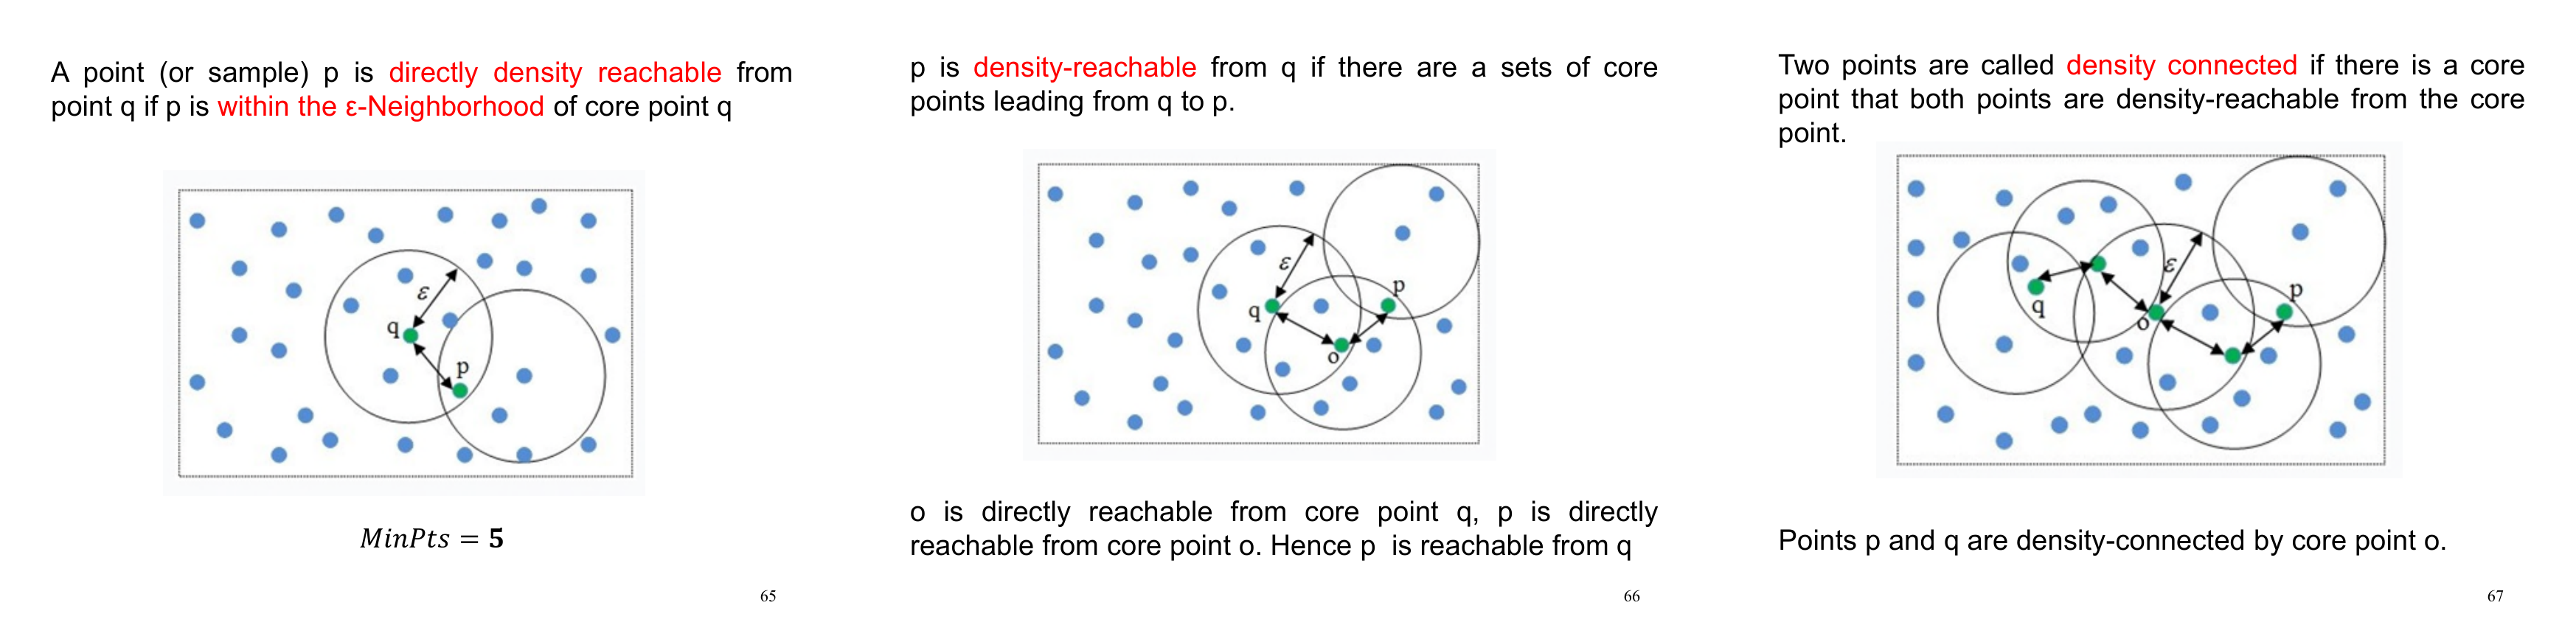 A point (or sample) p is directly density reachable from
point q if p is within the ε-Neighborhood of core point q
ε
q
p
MinPts = 5
65
p is density-reachable from q if there are a sets of core
points leading from q to p.
ε
p
q
o
o is directly reachable from core point q, p is directly
reachable from core point o. Hence p is reachable from q
66
Two points are called density connected if there is a core
point that both points are density-reachable from the core
point.
ε
p
q
o
Points p and q are density-connected by core point o.
67